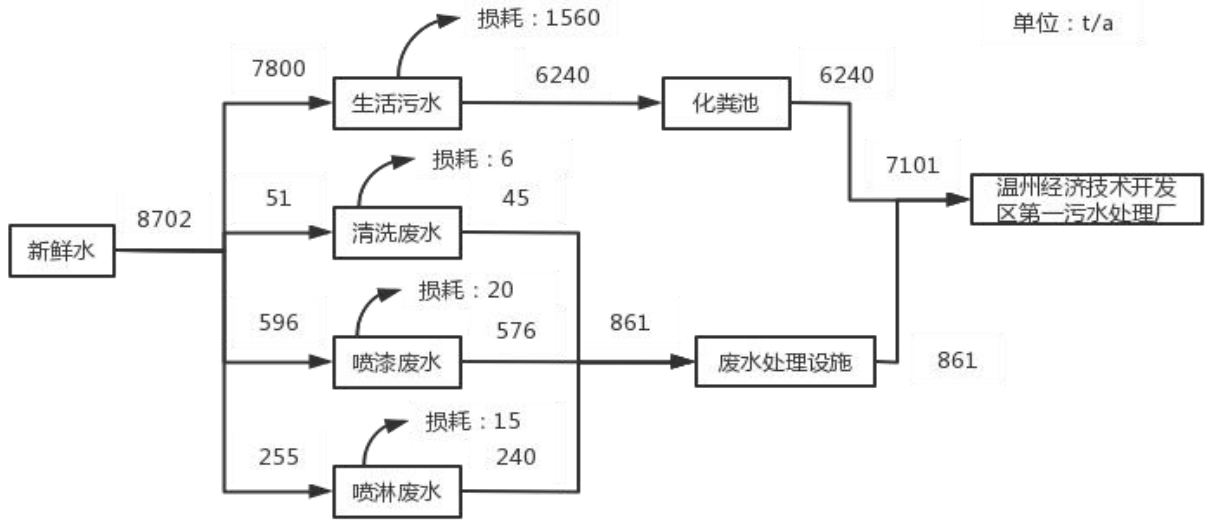 损耗：1560
单位：t/a
7800
6240
6240
生活污水
化粪池
损耗：6
7101
51
45
温州经济技术开发
区第一污水处理厂
8702
清洗废水
新鲜水
损耗：20
596
576
861
喷漆废水
废水处理设施
861
损耗：15
255
240
喷淋废水